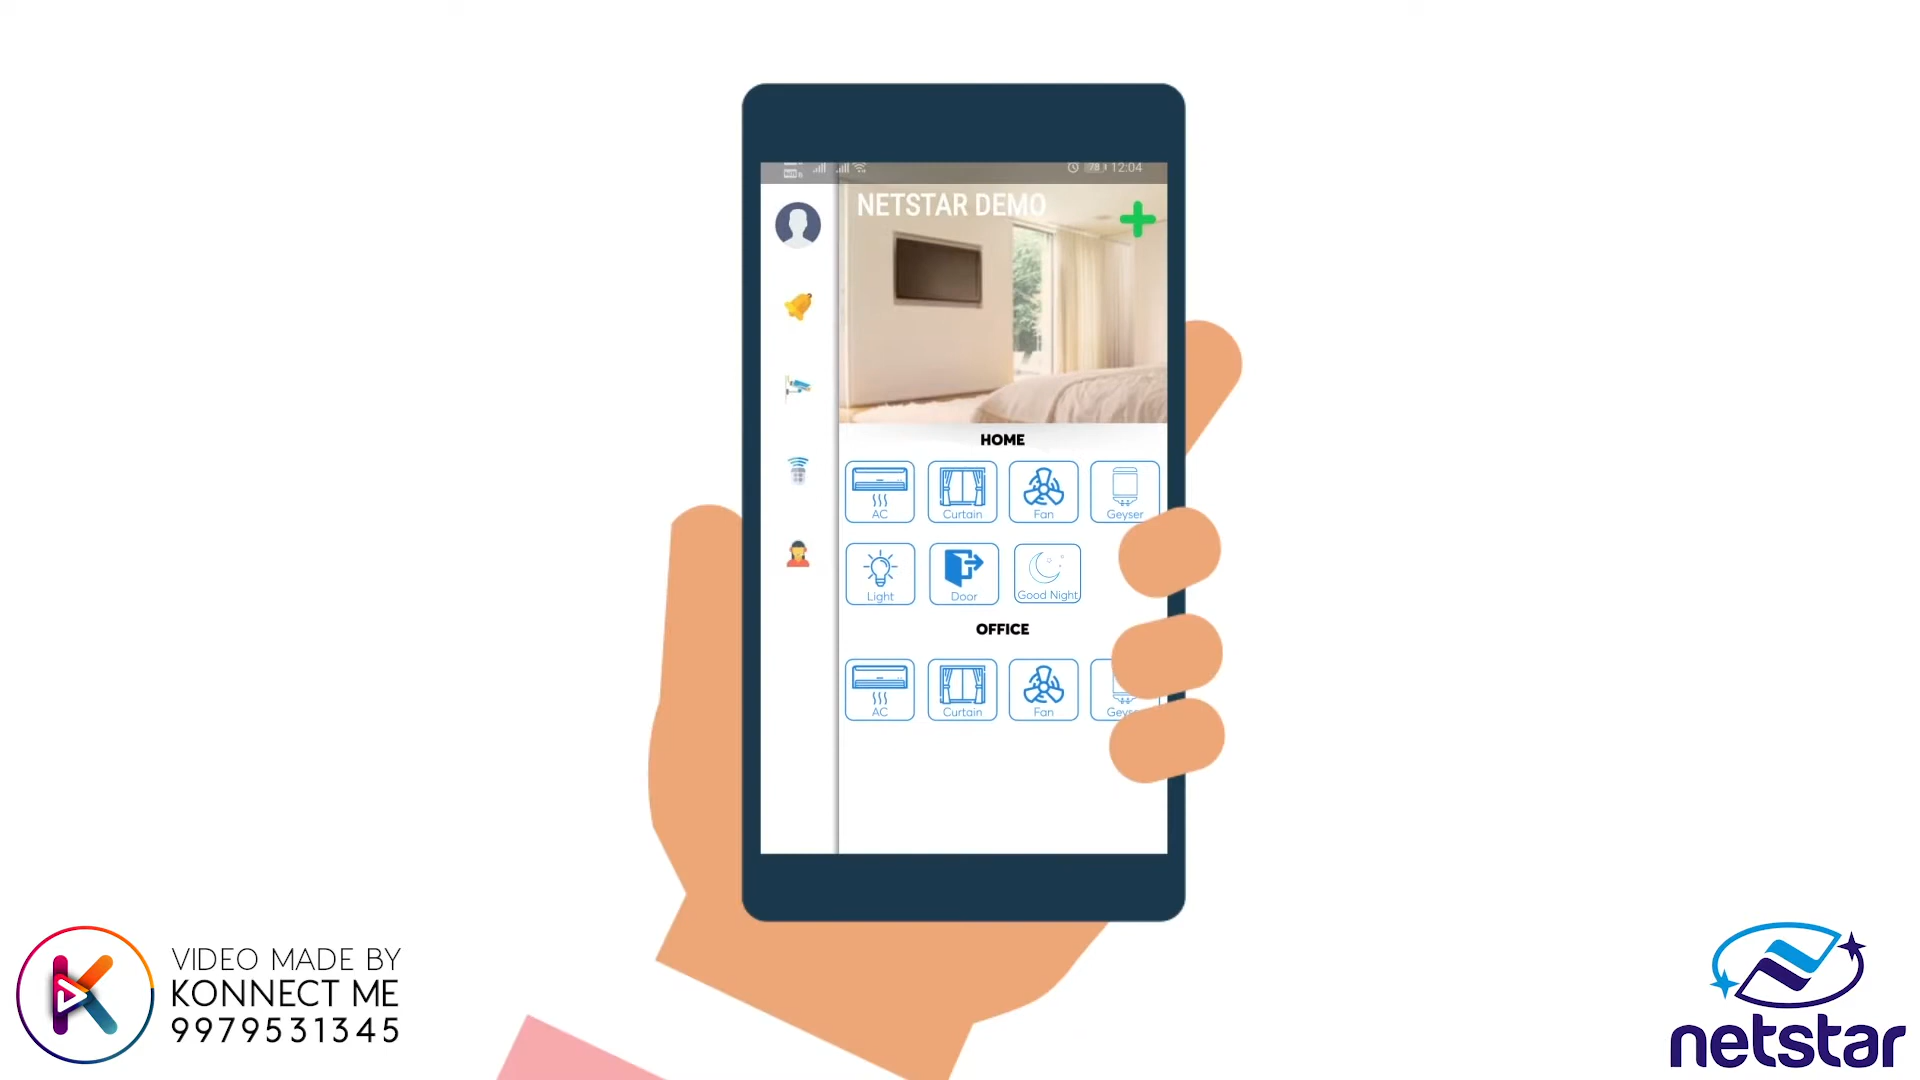 78 12:04
NETSTAR DEMO
HOME
AC Curtain Fan Geyser
Light Door Good Night
OFFICE
AC Curtain Fan
VIDEO MADE BY
KONNECT ME
9979531345
netstar